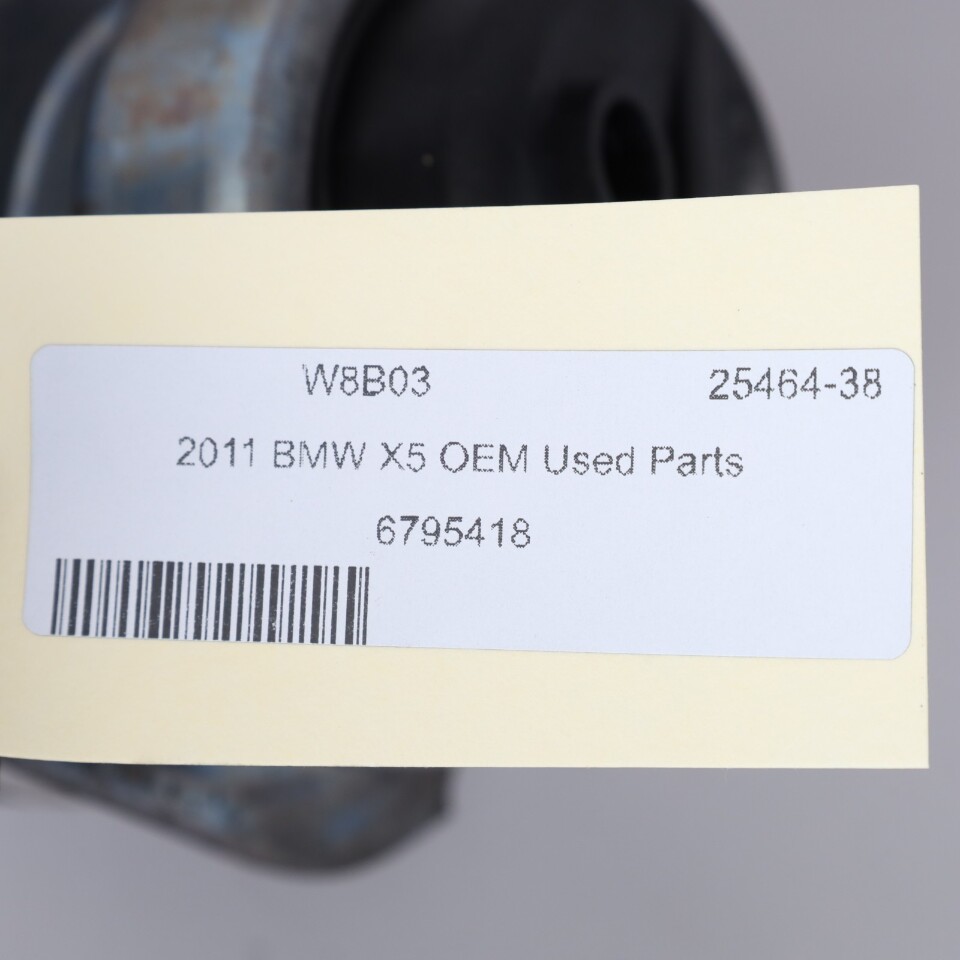 W8B03 25464-38
2011 BMW X5 OEM Used Parts
6795418